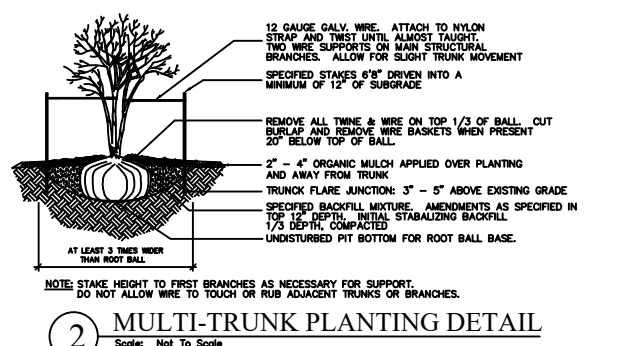 12 GAUGE GALV. WIRE. ATTACH TO NYLON
STRAP AND TWIST UNTIL ALMOST TAUGHT.
TWO WIRE SUPPORTS ON MAIN STRUCTURAL
BRANCHES. ALLOW FOR SLIGHT TRUNK MOVEMENT
SPECIFIED STAKES 6'8" DRIVEN INTO A
MINIMUM OF 12" OF SUBGRADE
REMOVE ALL TWINE & WIRE ON TOP 1/3 OF BALL. CUT
BURLAP AND REMOVE WIRE BASKETS WHEN PRESENT
20" BELOW TOP OF BALL.
2" - 4" ORGANIC MULCH APPLIED OVER PLANTING
AND AWAY FROM TRUNK
TRUNCK FLARE JUNCTION: 3" - 5" ABOVE EXISTING GRADE
SPECIFIED BACKFILL MIXTURE. AMENDMENTS AS SPECIFIED IN
TOP 12" DEPTH. INITIAL STABALIZING BACKFILL
1/3 DEPTH, COMPACTED
UNDISTURBED PIT BOTTOM FOR ROOT BALL BASE.
AT LEAST 3 TIMES WIDER
THAN ROOT BALL
NOTE: STAKE HEIGHT TO FIRST BRANCHES AS NECESSARY FOR SUPPORT.
DO NOT ALLOW WIRE TO TOUCH OR RUB ADJACENT TRUNKS OR BRANCHES.
2 MULTI-TRUNK PLANTING DETAIL
Scale: Not To Scale